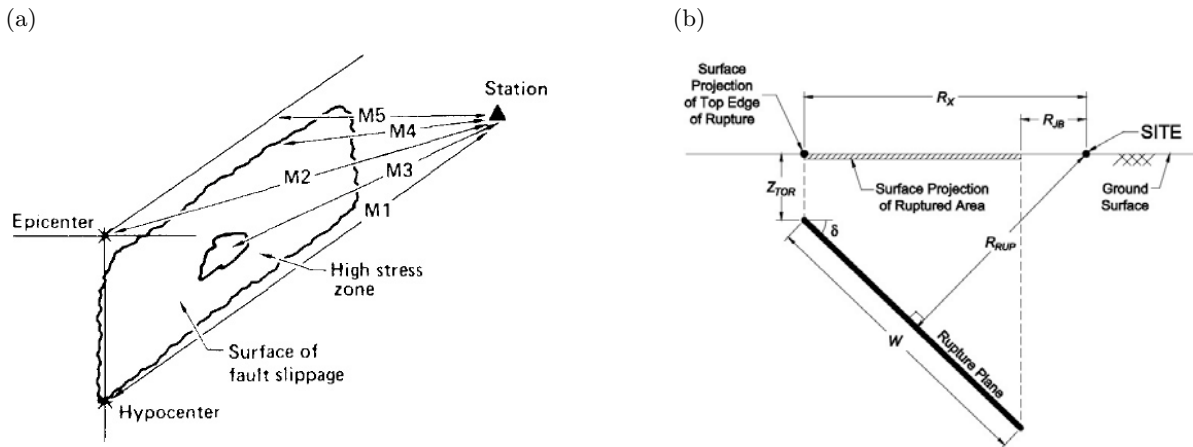 (a)
Station
M5
M4
M3
M2
M1
Epicenter
High stress
zone
Surface of
fault slippage
Hypocenter
(b)
Surface
Projection
of Top Edge
of Rupture
R_X
R_JB
SITE
Z_TOR
Surface Projection
of Ruptured Area
Ground
Surface
δ
R_RUP
W
Rupture Plane